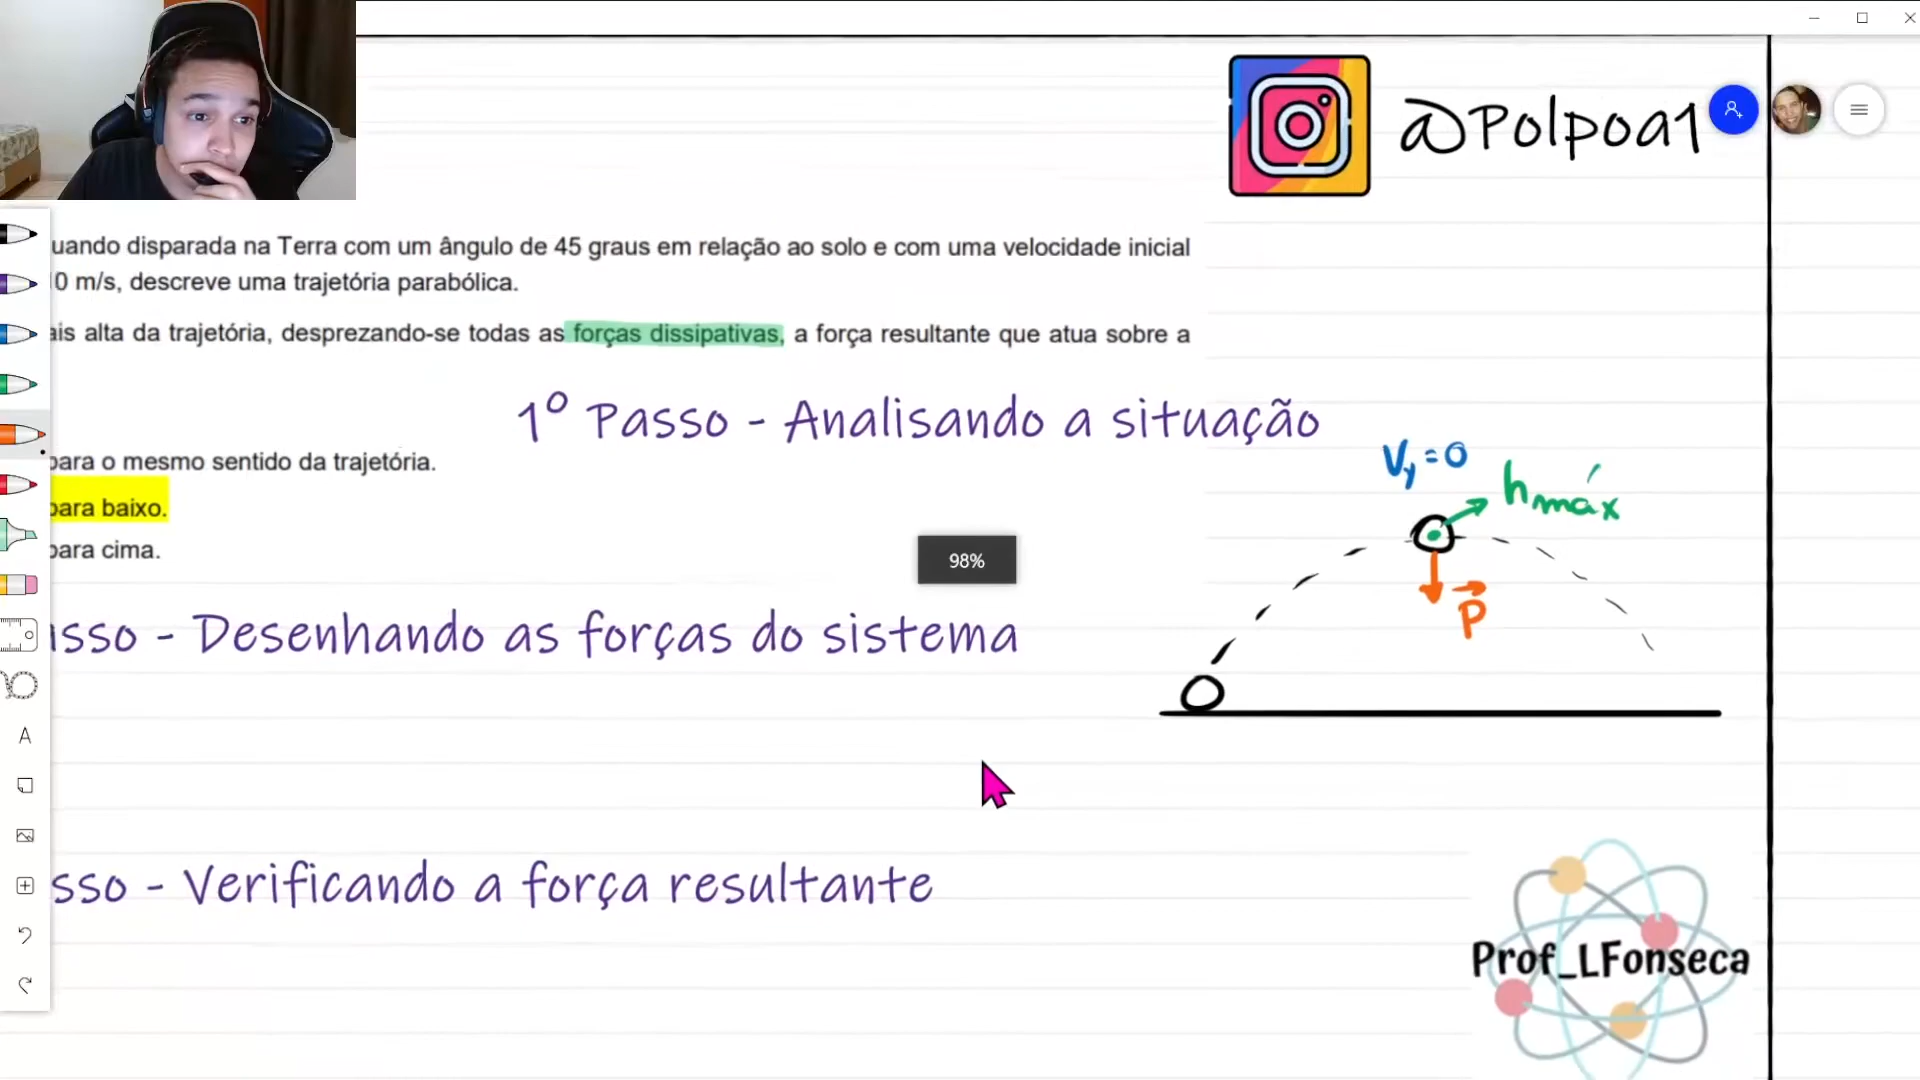 @Polpoa1
uando disparada na Terra com um ângulo de 45 graus em relação ao solo e com uma velocidade inicial
0 m/s, descreve uma trajetória parabólica.
ais alta da trajetória, desprezando-se todas as forças dissipativas, a força resultante que atua sobre a
1º Passo - Analisando a situação
para o mesmo sentido da trajetória.
para baixo.
para cima.
Vy = 0
hmáx
P
98%
asso - Desenhando as forças do sistema
sso - Verificando a força resultante
Prof_LFonseca
A